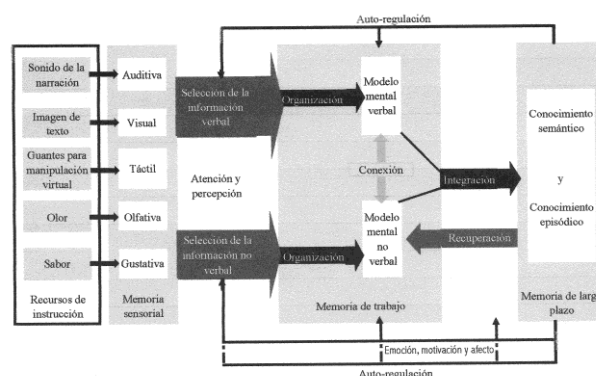 Auto-regulación
Sonido de la
narración
Auditiva
Imagen de
texto
Visual
Guantes para
manipulación
virtual
Táctil
Olor
Olfativa
Sabor
Gustativa
Recursos de
instrucción
Memoria
sensorial
Selección de la
información
verbal
Atención y
percepción
Selección de la
información no
verbal
Organización
Organización
Modelo
mental
verbal
Conexión
Modelo
mental
no
verbal
Memoria de trabajo
Integración
Recuperación
Conocimiento
semántico
y
Conocimiento
episódico
Memoria de larg
plazo
Emoción, motivación y afecto
Auto-regulación